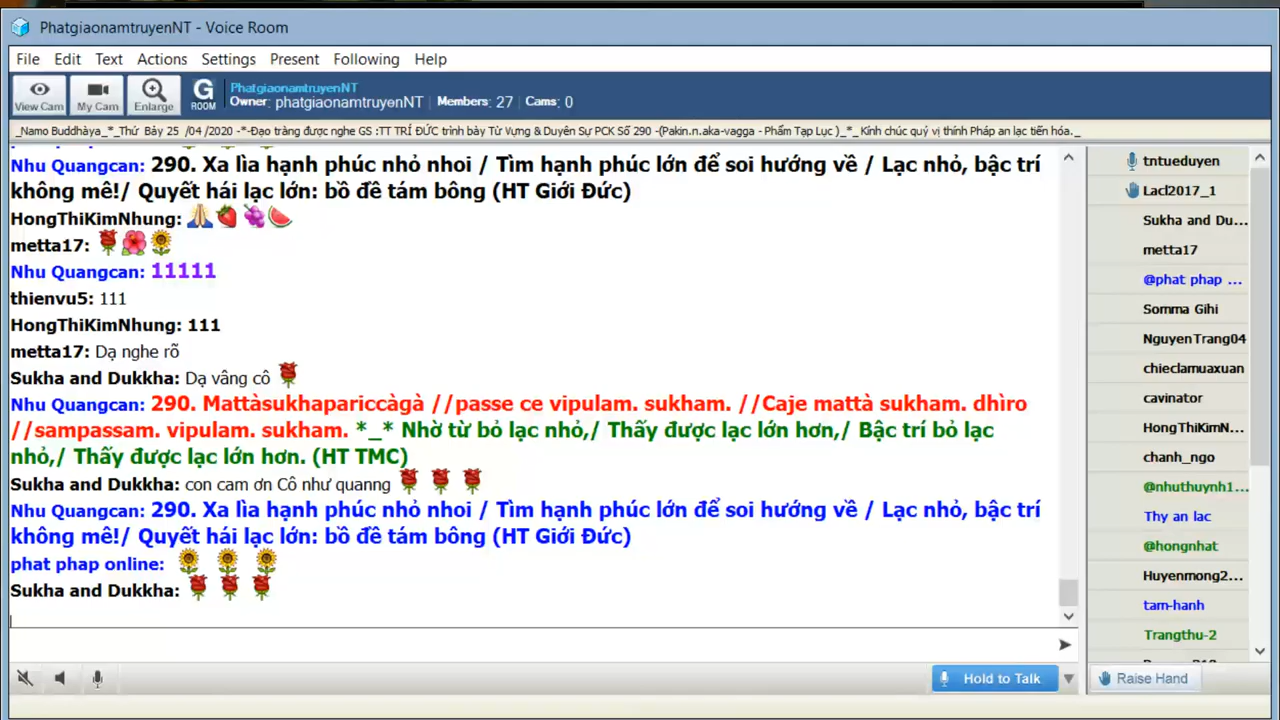 PhatgiaonamtruyenNT - Voice Room
File Edit Text Actions Settings Present Following Help
View Cam
My Cam
Enlarge
G
ROOM
PhatgiaonamtruyenNT
Owner: phatgiaonamtruyenNT Members: 27 Cams: 0
_Namo Buddhàya_*_Thứ Bảy 25 /04 /2020 -*-Đạo tràng được nghe GS :TT TRÍ ĐỨC trình bày Từ Vựng & Duyên Sự PCK Số 290 -(Pakin.n.aka-vagga - Phẩm Tạp Lục )_*_ Kính chúc quý vị thính Pháp an lạc tiến hóa._
Nhu Quangcan: 290. Xa lìa hạnh phúc nhỏ nhoi / Tìm hạnh phúc lớn để soi hướng về / Lạc nhỏ, bậc trí
không mê!/ Quyết hái lạc lớn: bồ đề tám bông (HT Giới Đức)
HongThiKimNhung:
metta17:
Nhu Quangcan: 11111
thienvu5: 111
HongThiKimNhung: 111
metta17: Dạ nghe rõ
Sukha and Dukkha: Dạ vâng cô
Nhu Quangcan: 290. Mattàsukhapariccàgà //passe ce vipulam. sukham. //Caje mattà sukham. dhìro
//sampassam. vipulam. sukham. *_* Nhờ từ bỏ lạc nhỏ,/ Thấy được lạc lớn hơn,/ Bậc trí bỏ lạc
nhỏ,/ Thấy được lạc lớn hơn. (HT TMC)
Sukha and Dukkha: con cam ơn Cô như quanng
Nhu Quangcan: 290. Xa lìa hạnh phúc nhỏ nhoi / Tìm hạnh phúc lớn để soi hướng về / Lạc nhỏ, bậc trí
không mê!/ Quyết hái lạc lớn: bồ đề tám bông (HT Giới Đức)
phat phap online:
Sukha and Dukkha:
tntueduyen
Lacl2017_1
Sukha and Du...
metta17
@phat phap ...
Somma Gihi
NguyenTrang04
chieclamuaxuan
cavinator
HongThiKimN...
chanh_ngo
@nhuthuynh1...
Thy an lac
@hongnhat
Huyenmong2...
tam-hanh
Trangthu-2
Hold to Talk
Raise Hand